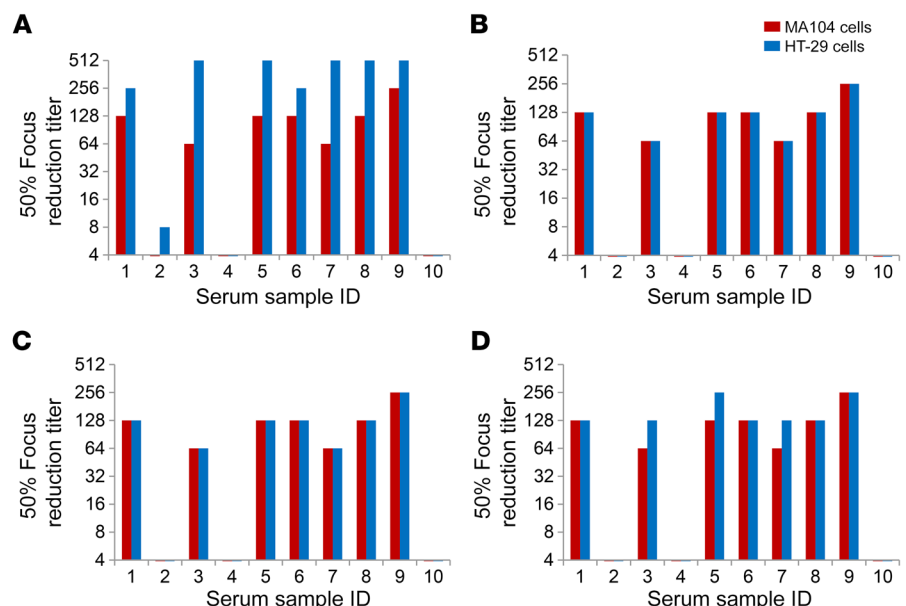 A
512
256
128
64
32
16
8
4
50% Focus
reduction titer
1 2 3 4 5 6 7 8 9 10
Serum sample ID
B
MA104 cells
HT-29 cells
512
256
128
64
32
16
8
4
50% Focus
reduction titer
1 2 3 4 5 6 7 8 9 10
Serum sample ID
C
512
256
128
64
32
16
8
4
50% Focus
reduction titer
1 2 3 4 5 6 7 8 9 10
Serum sample ID
D
512
256
128
64
32
16
8
4
50% Focus
reduction titer
1 2 3 4 5 6 7 8 9 10
Serum sample ID